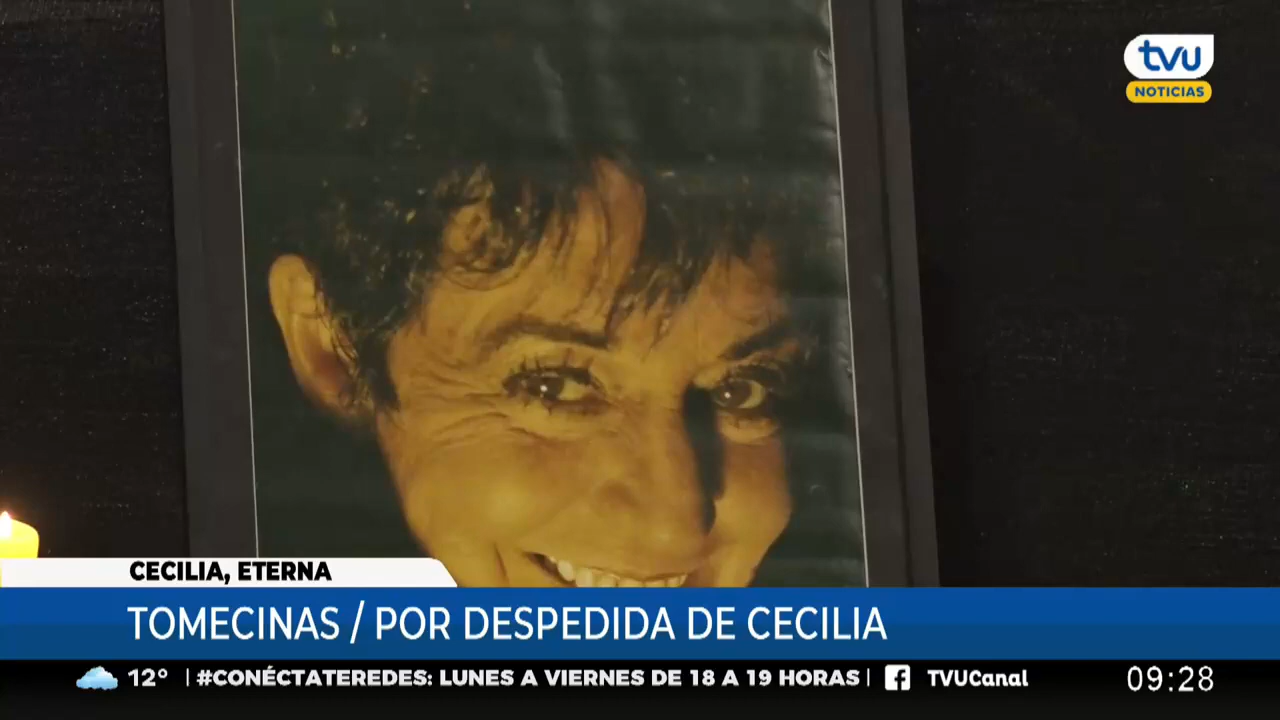 tvu
NOTICIAS
CECILIA, ETERNA
TOMECINAS / POR DESPEDIDA DE CECILIA
12° | #CONÉCTATEREDES: LUNES A VIERNES DE 18 A 19 HORAS | TVUCanal 09:28